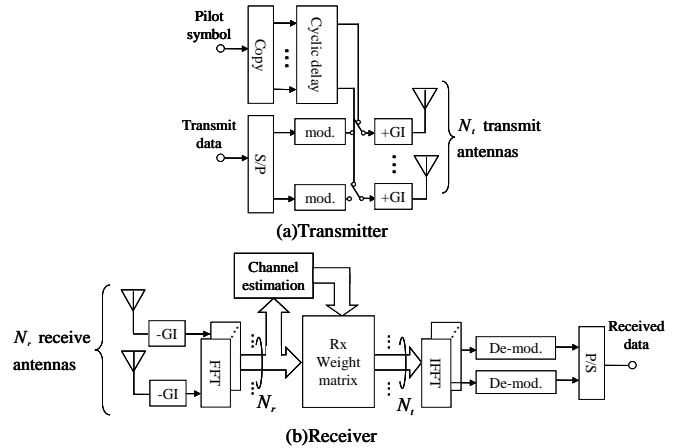 Pilot
symbol
Copy
Cyclic delay
Transmit
data
S/P
mod.
+GI
N_t transmit
antennas
mod.
+GI
(a)Transmitter
Channel
estimation
N_r receive
antennas
-GI
-GI
FFT
N_r
Rx
Weight
matrix
N_t
IFFT
De-mod.
De-mod.
P/S
Received
data
(b)Receiver